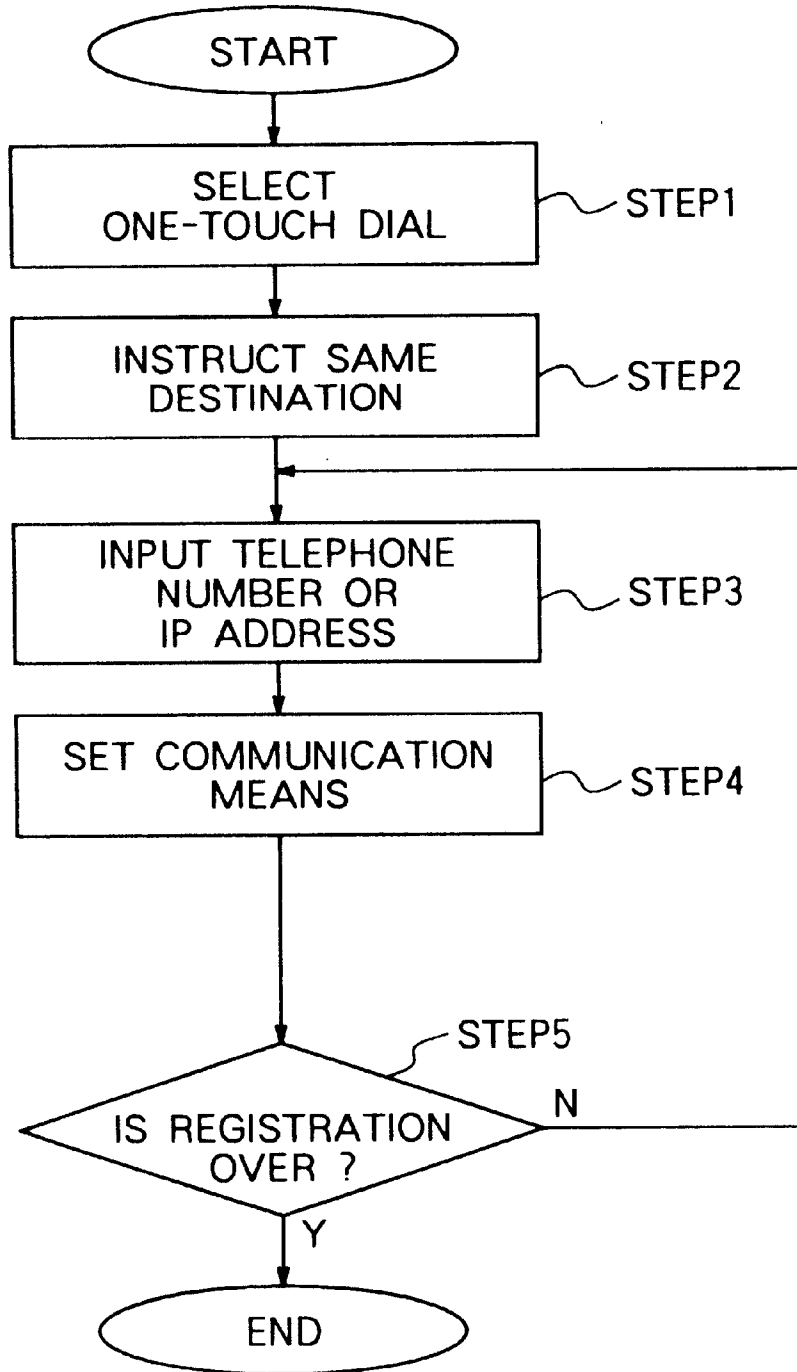 START
SELECT
ONE-TOUCH DIAL
STEP1
INSTRUCT SAME
DESTINATION
STEP2
INPUT TELEPHONE
NUMBER OR
IP ADDRESS
STEP3
SET COMMUNICATION
MEANS
STEP4
STEP5
IS REGISTRATION
OVER ?
N
Y
END